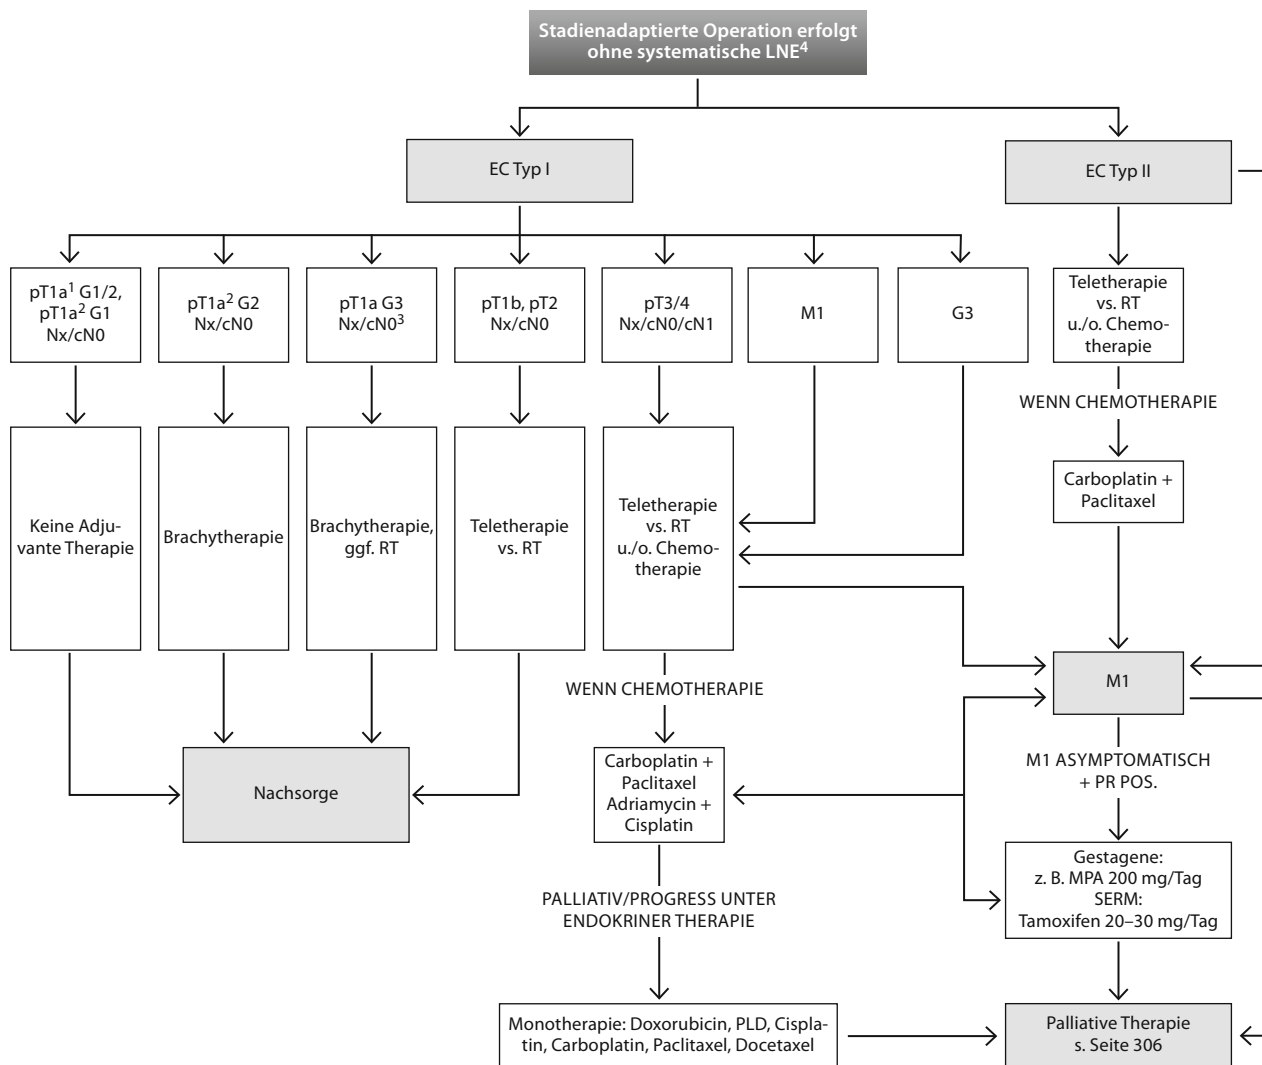 Stadienadaptierte Operation erfolgt
ohne systematische LNE⁴
EC Typ I
EC Typ II
pT1a¹ G1/2,
pT1a² G1
Nx/cN0
pT1a² G2
Nx/cN0
pT1a G3
Nx/cN0³
pT1b, pT2
Nx/cN0
pT3/4
Nx/cN0/cN1
M1
G3
Teletherapie
vs. RT
u./o. Chemo-
therapie
WENN CHEMOTHERAPIE
Carboplatin +
Paclitaxel
Keine Adju-
vante Therapie
Brachytherapie
Brachytherapie,
ggf. RT
Teletherapie
vs. RT
Teletherapie
vs. RT
u./o. Chemo-
therapie
WENN CHEMOTHERAPIE
M1
Nachsorge
Carboplatin +
Paclitaxel
Adriamycin +
Cisplatin
M1 ASYMPTOMATISCH
+ PR POS.
Gestagene:
z. B. MPA 200 mg/Tag
SERM:
Tamoxifen 20–30 mg/Tag
PALLIATIV/PROGRESS UNTER
ENDOKRINER THERAPIE
Monotherapie: Doxorubicin, PLD, Cispla-
tin, Carboplatin, Paclitaxel, Docetaxel
Palliative Therapie
s. Seite 306